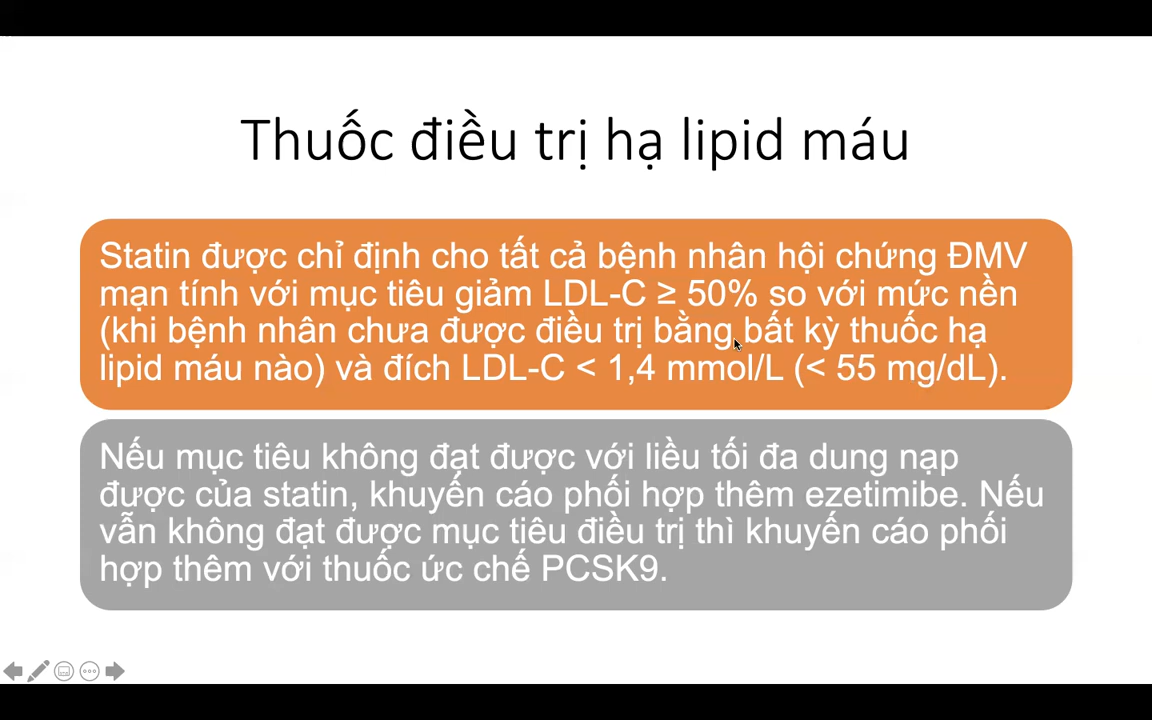 Thuốc điều trị hạ lipid máu
Statin được chỉ định cho tất cả bệnh nhân hội chứng ĐMV
mạn tính với mục tiêu giảm LDL-C ≥ 50% so với mức nền
(khi bệnh nhân chưa được điều trị bằng bất kỳ thuốc hạ
lipid máu nào) và đích LDL-C < 1,4 mmol/L (< 55 mg/dL).
Nếu mục tiêu không đạt được với liều tối đa dung nạp
được của statin, khuyến cáo phối hợp thêm ezetimibe. Nếu
vẫn không đạt được mục tiêu điều trị thì khuyến cáo phối
hợp thêm với thuốc ức chế PCSK9.